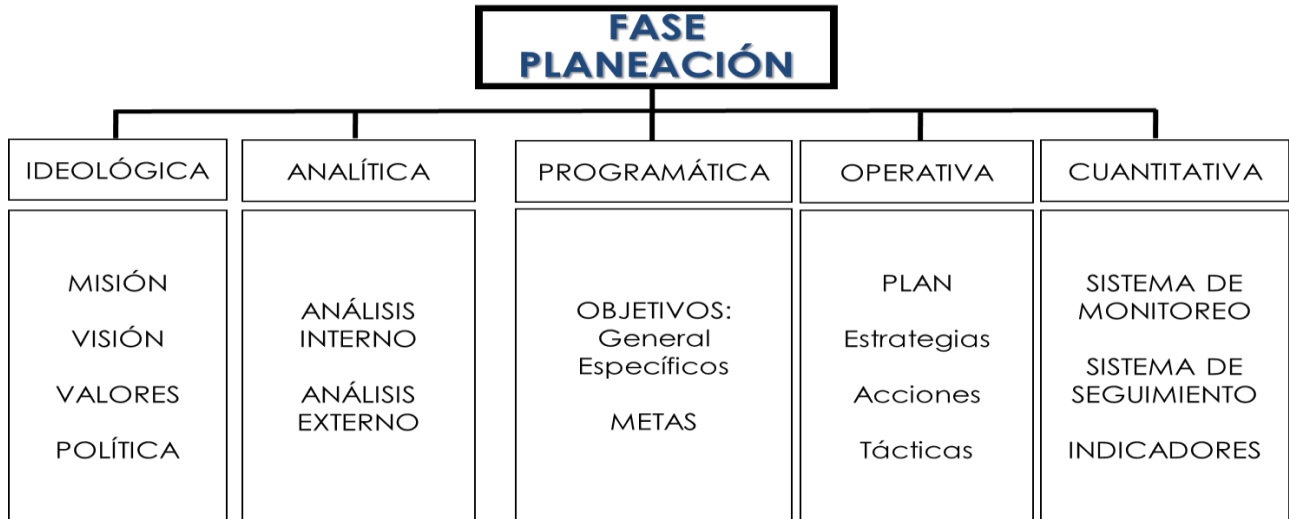 FASE
PLANEACIÓN
IDEOLÓGICA
ANALÍTICA
PROGRAMÁTICA
OPERATIVA
CUANTITATIVA
MISIÓN
VISIÓN
VALORES
POLÍTICA
ANÁLISIS
INTERNO
ANÁLISIS
EXTERNO
OBJETIVOS:
General
Específicos
METAS
PLAN
Estrategias
Acciones
Tácticas
SISTEMA DE
MONITOREO
SISTEMA DE
SEGUIMIENTO
INDICADORES